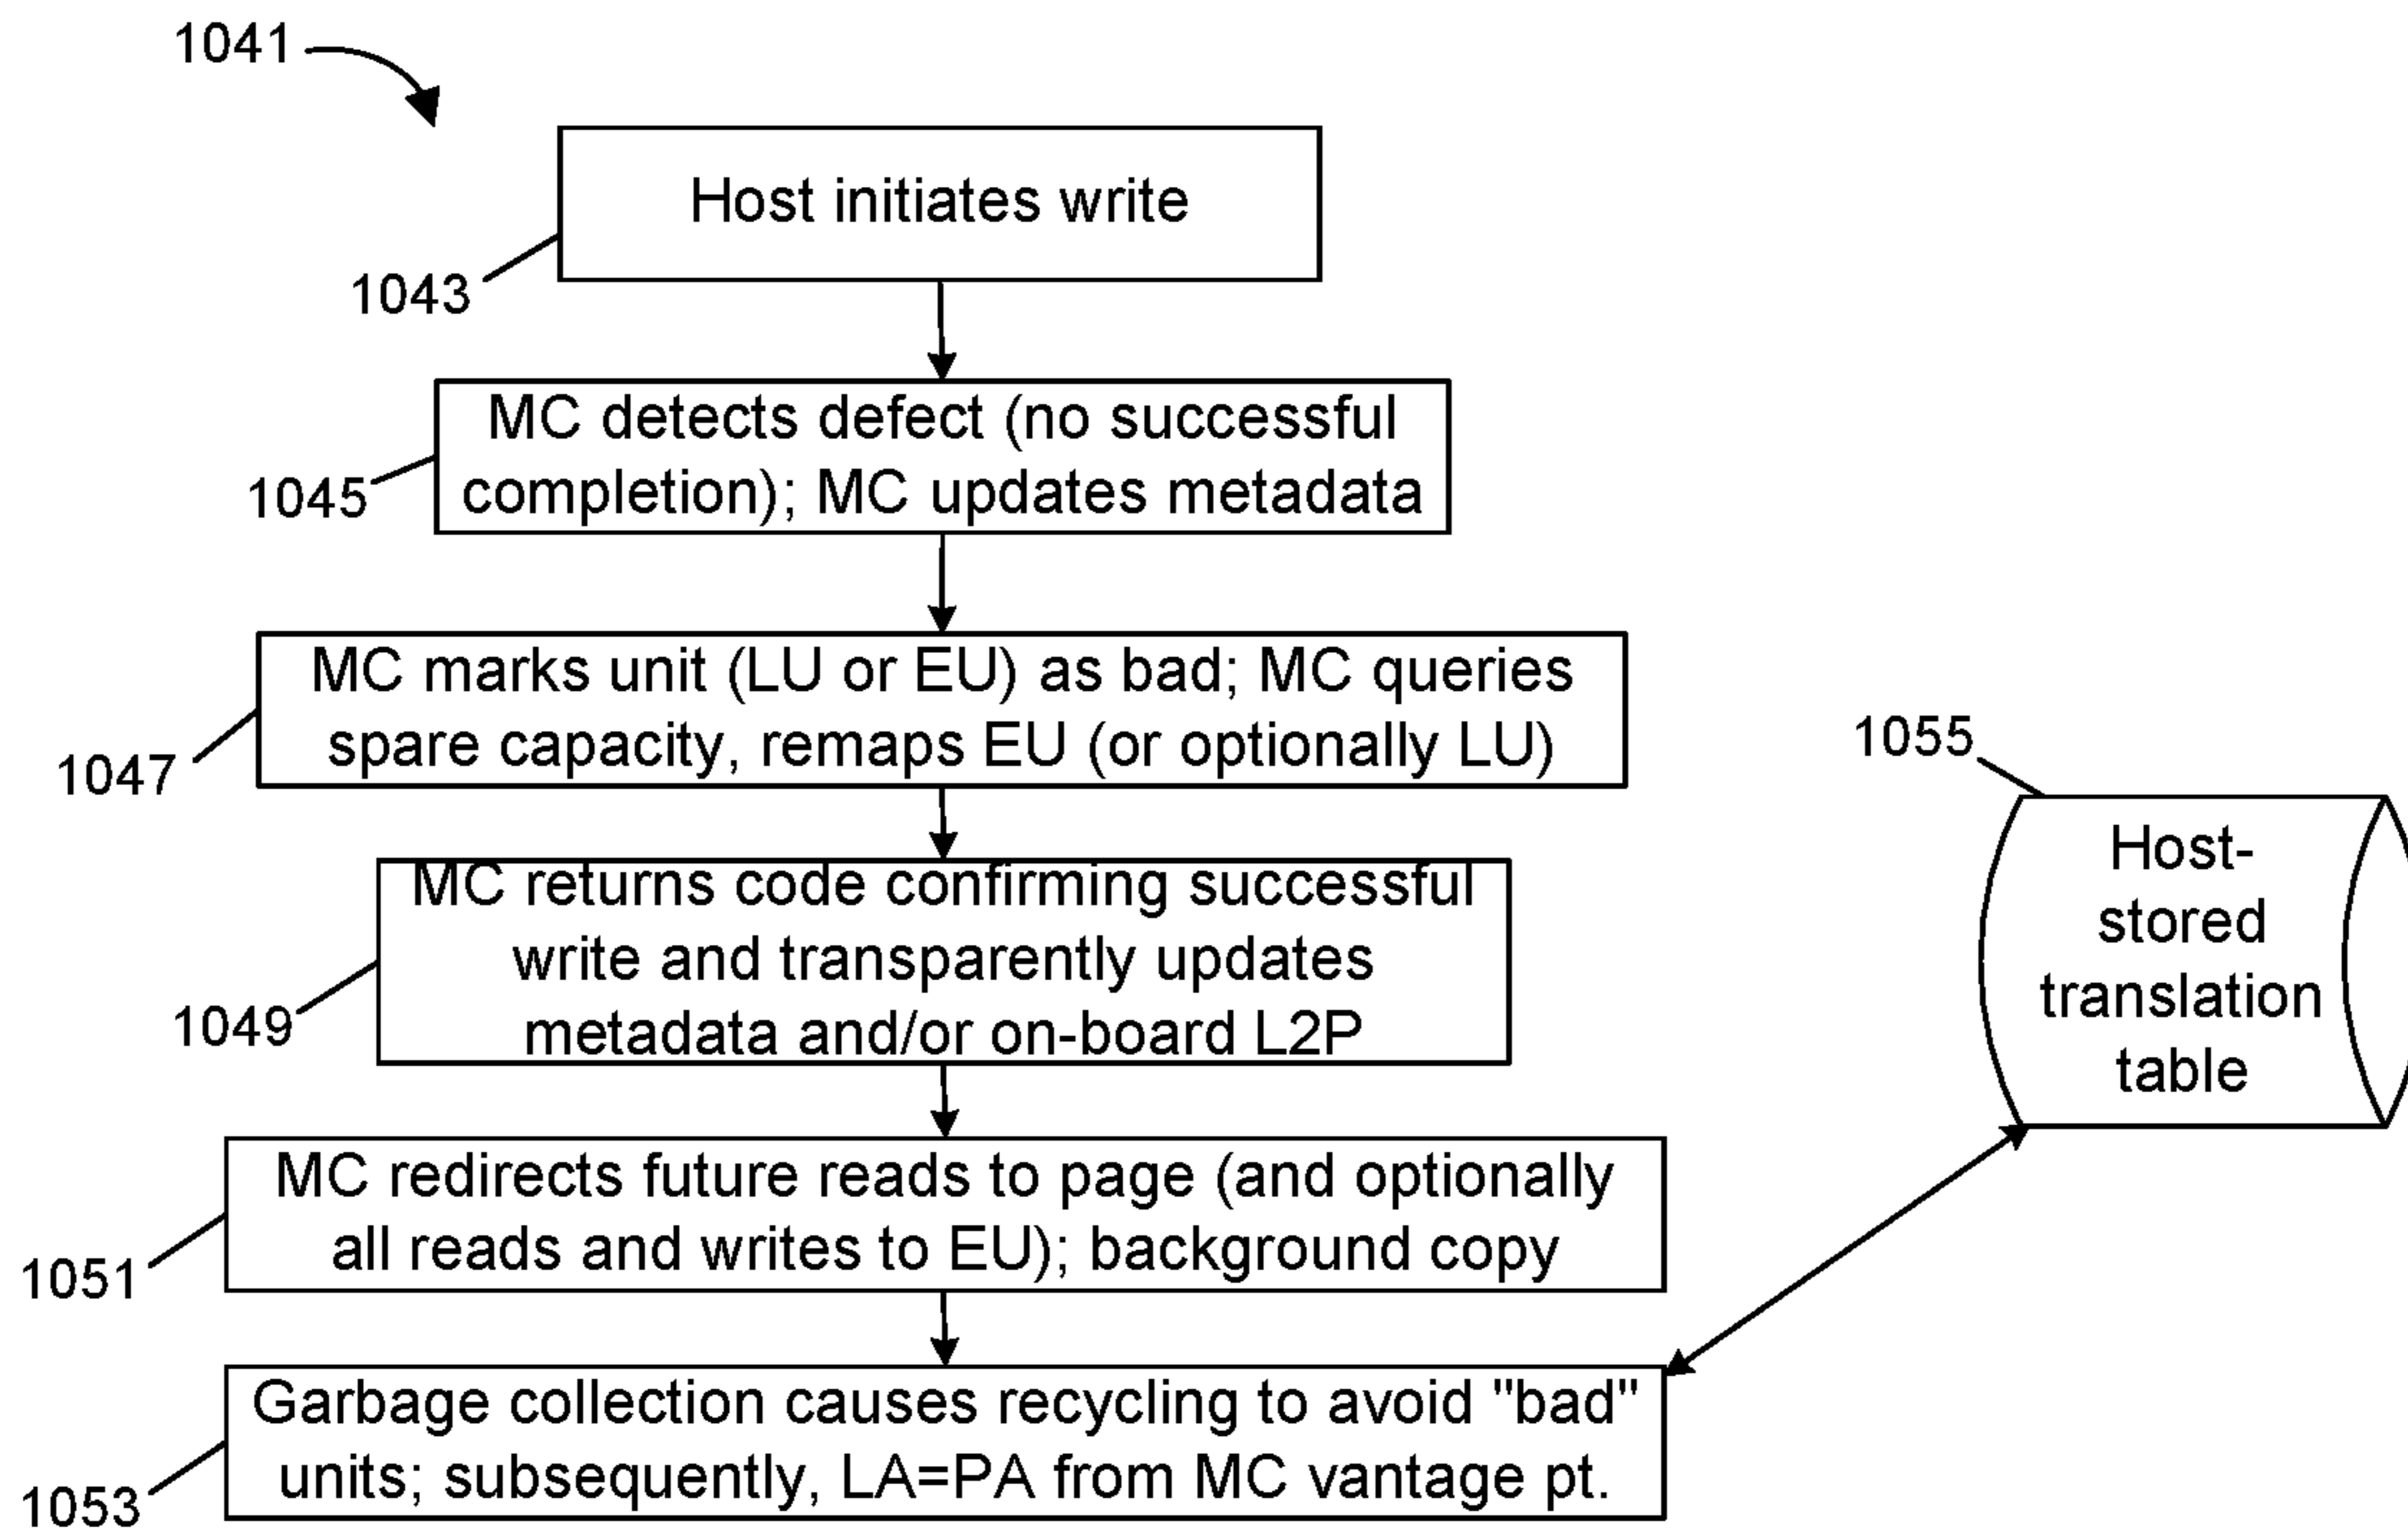 1041
Host initiates write
1043
MC detects defect (no successful
completion); MC updates metadata
1045
MC marks unit (LU or EU) as bad; MC queries
spare capacity, remaps EU (or optionally LU)
1047
1055
Host-
stored
translation
table
MC returns code confirming successful
write and transparently updates
metadata and/or on-board L2P
1049
MC redirects future reads to page (and optionally
all reads and writes to EU); background copy
1051
Garbage collection causes recycling to avoid "bad"
units; subsequently, LA=PA from MC vantage pt.
1053